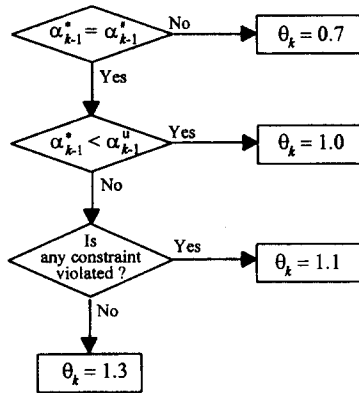 α*ₖ₋₁ = α'ₖ₋₁
No
θₖ = 0.7
Yes
α*ₖ₋₁ < αᵘₖ₋₁
Yes
θₖ = 1.0
No
Is
any constraint
violated ?
Yes
θₖ = 1.1
No
θₖ = 1.3